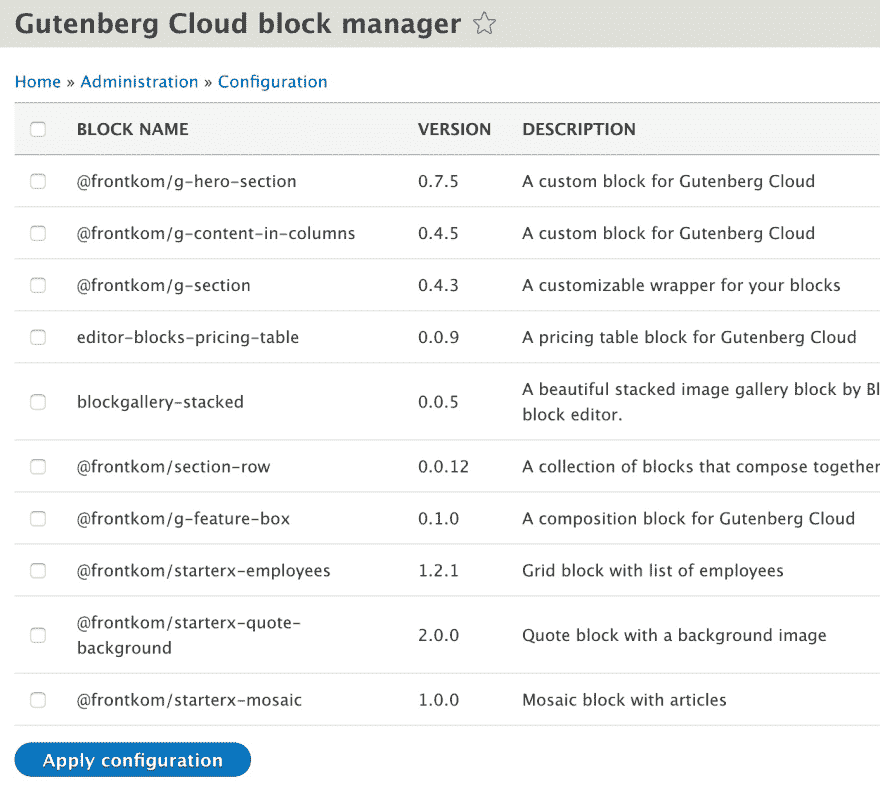 Gutenberg Cloud block manager
Home » Administration » Configuration
BLOCK NAME VERSION DESCRIPTION
@frontkom/g-hero-section 0.7.5 A custom block for Gutenberg Cloud
@frontkom/g-content-in-columns 0.4.5 A custom block for Gutenberg Cloud
@frontkom/g-section 0.4.3 A customizable wrapper for your blocks
editor-blocks-pricing-table 0.0.9 A pricing table block for Gutenberg Cloud
blockgallery-stacked 0.0.5 A beautiful stacked image gallery block by Bl
block editor.
@frontkom/section-row 0.0.12 A collection of blocks that compose together
@frontkom/g-feature-box 0.1.0 A composition block for Gutenberg Cloud
@frontkom/starterx-employees 1.2.1 Grid block with list of employees
@frontkom/starterx-quote-
background 2.0.0 Quote block with a background image
@frontkom/starterx-mosaic 1.0.0 Mosaic block with articles
Apply configuration